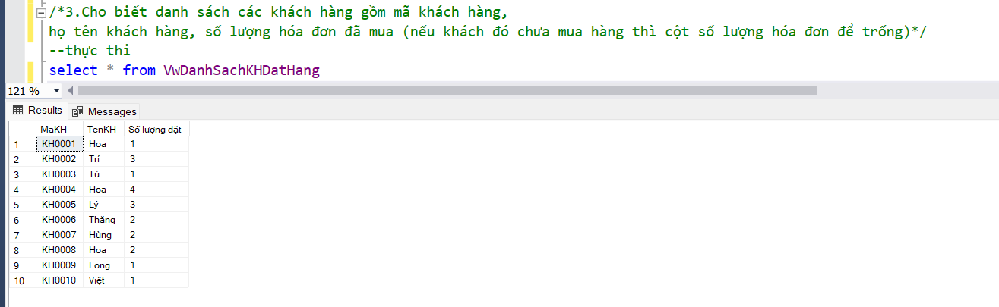 /*3.Cho biết danh sách các khách hàng gồm mã khách hàng,
họ tên khách hàng, số lượng hóa đơn đã mua (nếu khách đó chưa mua hàng thì cột số lượng hóa đơn để trống)*/
--thực thi
select * from VwDanhSachKHDatHang
121 %
Results Messages
MaKH TenKH Số lượng đặt
1 KH0001 Hoa 1
2 KH0002 Trí 3
3 KH0003 Tú 1
4 KH0004 Hoa 4
5 KH0005 Lý 3
6 KH0006 Thăng 2
7 KH0007 Hùng 2
8 KH0008 Hoa 2
9 KH0009 Long 1
10 KH0010 Việt 1